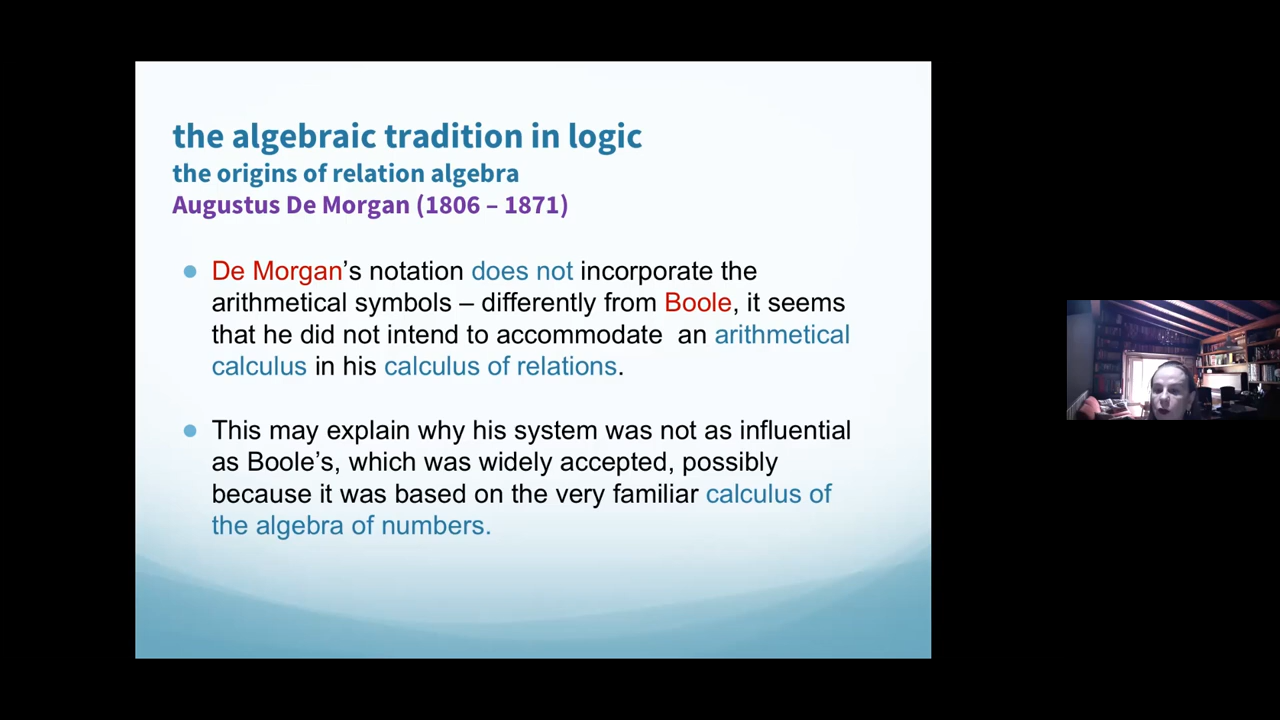 the algebraic tradition in logic
the origins of relation algebra
Augustus De Morgan (1806 – 1871)
De Morgan's notation does not incorporate the
arithmetical symbols – differently from Boole, it seems
that he did not intend to accommodate  an arithmetical
calculus in his calculus of relations.
This may explain why his system was not as influential
as Boole's, which was widely accepted, possibly
because it was based on the very familiar calculus of
the algebra of numbers.